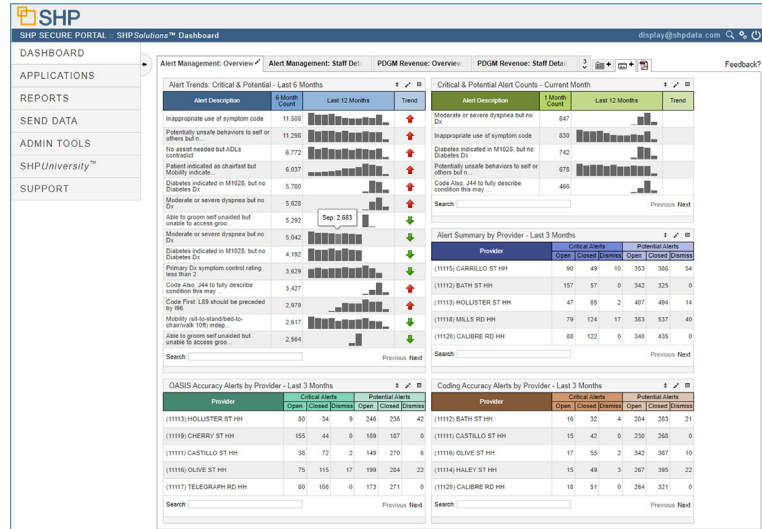 SHP
SHP SECURE PORTAL :: SHPSolutions™ Dashboard
display@shpdata.com
DASHBOARD
APPLICATIONS
REPORTS
SEND DATA
ADMIN TOOLS
SHPUniversity™
SUPPORT
Alert Management: Overview
Alert Management: Staff Deta
PDGM Revenue: Overview
PDGM Revenue: Staff Detail
3
Feedback?
Alert Trends: Critical & Potential - Last 6 Months
Alert Description 6 Month Count Last 12 Months Trend
Inappropriate use of symptom code 11,508
Potentially unsafe behaviors to self or others but n... 11,298
No assist needed but ADLs contradict 6,772
Patient indicated as chairfast but Mobility indicate... 6,037
Diabetes indicated in M1028, but no Diabetes Dx 5,780
Moderate or severe dyspnea but no Dx 5,628
Able to groom self unaided but unable to access groo... 5,292
Sep: 2,663
Moderate or severe dyspnea but no Dx 5,042
Diabetes indicated in M1028, but no Diabetes Dx 4,192
Primary Dx symptom control rating less than 2 3,629
Code Also: J44 to fully describe condition this may ... 3,427
Code First: L89 should be preceded by I96 2,979
Mobility (sit-to-stand/bed-to-chair/walk 10ft) indep... 2,617
Able to groom self unaided but unable to access groo... 2,564
Search:
Previous Next
Critical & Potential Alert Counts - Current Month
Alert Description 1 Month Count Last 12 Months Trend
Moderate or severe dyspnea but no Dx 847
Inappropriate use of symptom code 830
Diabetes indicated in M1028, but no Diabetes Dx 742
Potentially unsafe behaviors to self or others but n... 678
Code Also: J44 to fully describe condition this may ... 466
Search:
Previous Next
Alert Summary by Provider - Last 3 Months
Provider Critical Alerts Potential Alerts
Open Closed Dismiss Open Closed Dismiss
(11115) CARRILLO ST HH 90 49 10 353 386 54
(11112) BATH ST HH 157 57 0 342 325 0
(11113) HOLLISTER ST HH 47 85 2 407 494 14
(11118) MILLS RD HH 79 124 17 383 537 40
(11120) CALIBRE RD HH 88 122 0 340 435 0
Search:
Previous Next
OASIS Accuracy Alerts by Provider - Last 3 Months
Provider Critical Alerts Potential Alerts
Open Closed Dismiss Open Closed Dismiss
(11113) HOLLISTER ST HH 80 34 9 246 236 42
(11119) CHERRY ST HH 155 44 0 189 187 0
(11111) CASTILLO ST HH 38 72 2 149 270 6
(11116) OLIVE ST HH 75 115 17 199 284 22
(11117) TELEGRAPH RD HH 80 108 0 173 271 0
Search:
Previous Next
Coding Accuracy Alerts by Provider - Last 3 Months
Provider Critical Alerts Potential Alerts
Open Closed Dismiss Open Closed Dismiss
(11112) BATH ST HH 16 32 4 204 283 21
(11111) CASTILLO ST HH 15 42 0 230 268 0
(11116) OLIVE ST HH 17 55 2 342 387 10
(11114) HALEY ST HH 15 49 3 267 395 22
(11120) CALIBRE RD HH 18 51 0 264 321 0
Search:
Previous Next